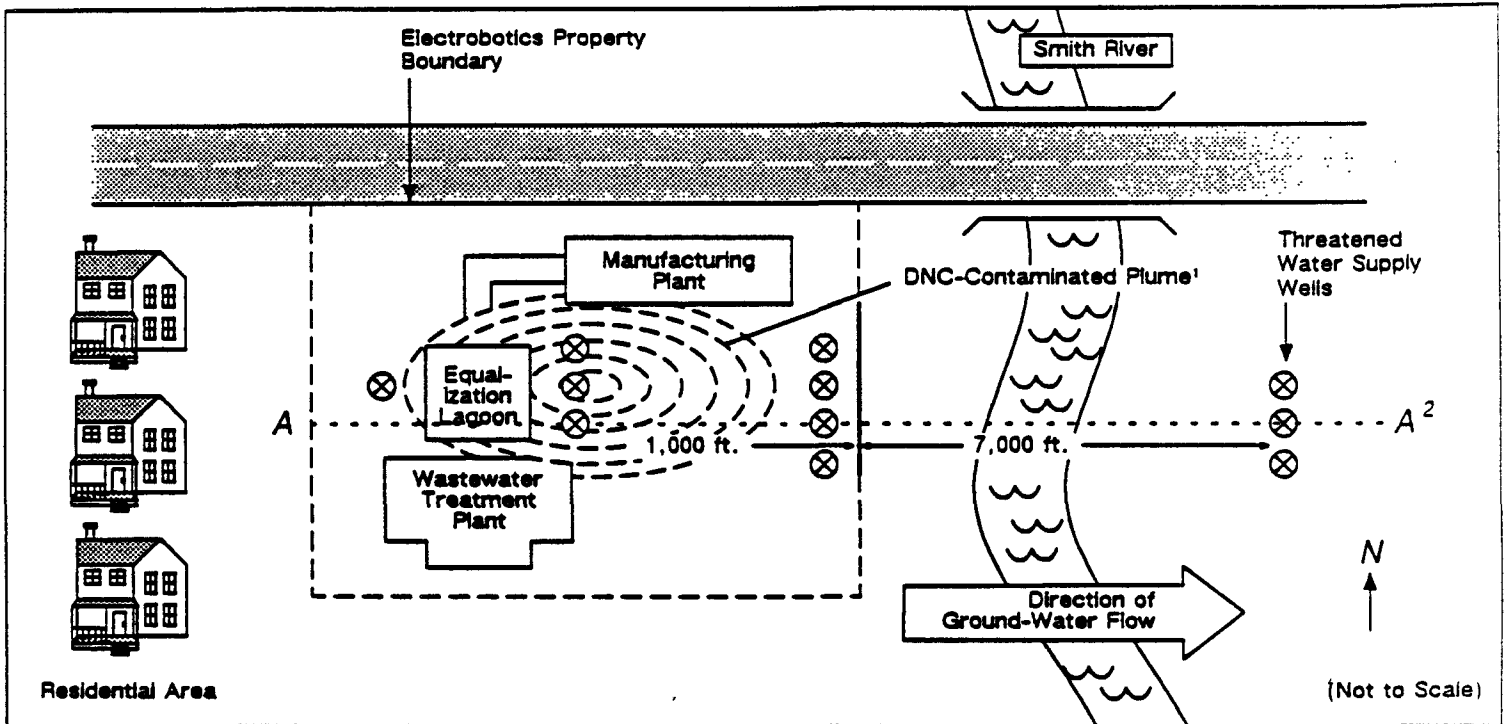 Electrobotics Property
Boundary
Smith River
Manufacturing
Plant
DNC-Contaminated Plume¹
Threatened
Water Supply
Wells
Equal-
ization
Lagoon
A
A²
1,000 ft.
7,000 ft.
Wastewater
Treatment
Plant
N
Direction of
Ground-Water Flow
Residential Area
(Not to Scale)